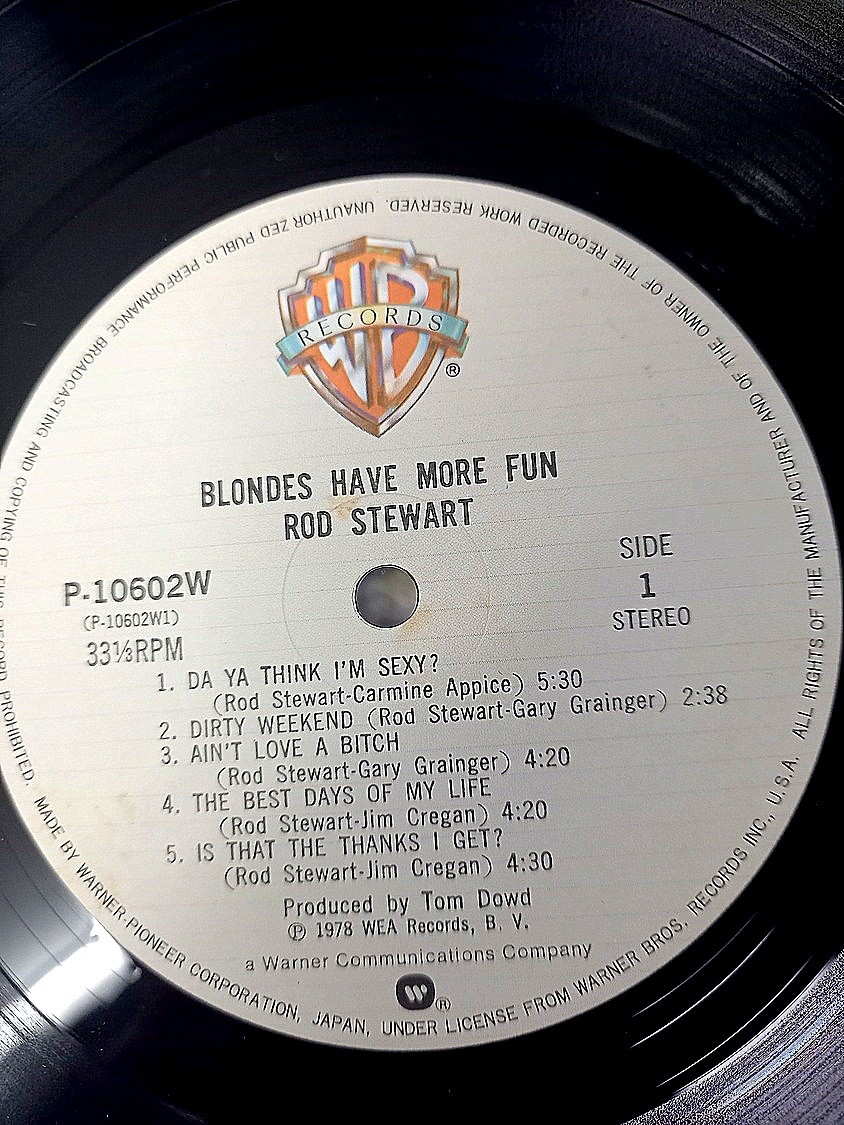 WB
RECORDS
®
BLONDES HAVE MORE FUN
ROD STEWART
P-10602W
(P-10602W1)
33⅓RPM
SIDE
1
STEREO
1. DA YA THINK I'M SEXY?
(Rod Stewart-Carmine Appice) 5:30
2. DIRTY WEEKEND (Rod Stewart-Gary Grainger) 2:38
3. AIN'T LOVE A BITCH
(Rod Stewart-Gary Grainger) 4:20
4. THE BEST DAYS OF MY LIFE
(Rod Stewart-Jim Cregan) 4:20
5. IS THAT THE THANKS I GET?
(Rod Stewart-Jim Cregan) 4:30
Produced by Tom Dowd
Ⓟ 1978 WEA Records, B. V.
a Warner Communications Company
W®
MADE BY WARNER-PIONEER CORPORATION, JAPAN, UNDER LICENSE FROM WARNER BROS. RECORDS INC., U.S.A. ALL RIGHTS OF THE MANUFACTURER AND OF THE OWNER OF THE RECORDED WORK RESERVED. UNAUTHOR ZED PUBLIC PERFORMANCE BROADCASTING AND COPYING OF THIS RECORD PROHIBITED.